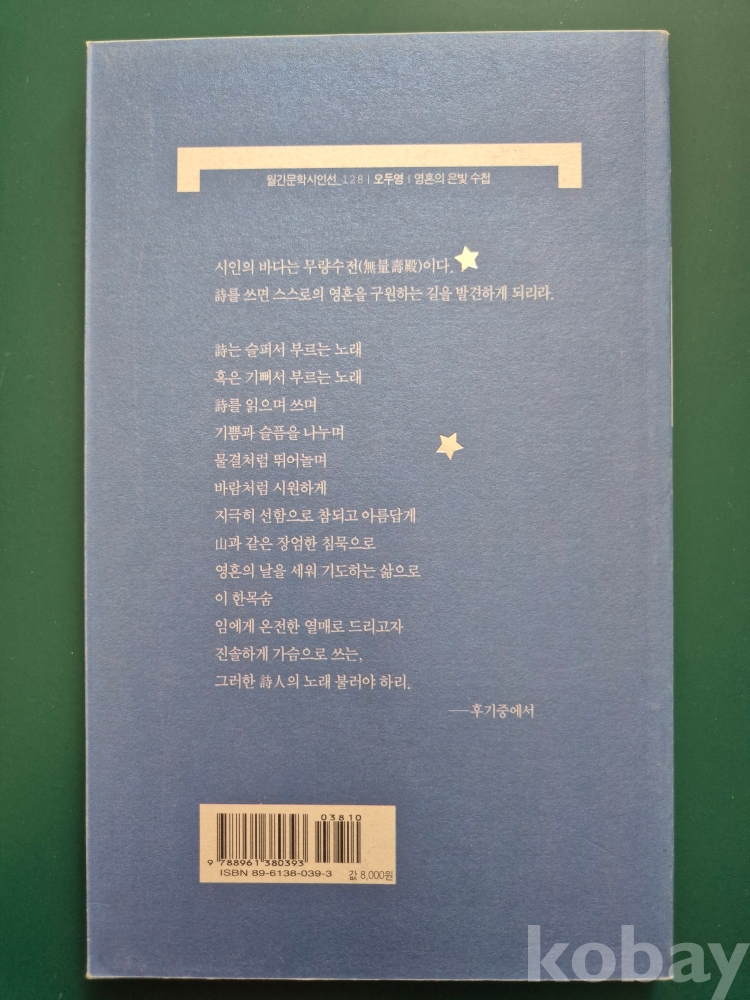 월간문학시인선_128 | 오두영 | 영혼의 은빛 수첩
시인의 바다는 무량수전(無量壽殿)이다.
詩를 쓰면 스스로의 영혼을 구원하는 길을 발견하게 되리라.
詩는 슬퍼서 부르는 노래
혹은 기뻐서 부르는 노래
詩를 읽으며 쓰며
기쁨과 슬픔을 나누며
물결처럼 뛰어놀며
바람처럼 시원하게
지극히 선함으로 참되고 아름답게
山과 같은 장엄한 침묵으로
영혼의 날을 세워 기도하는 삶으로
이 한목숨
임에게 온전한 열매로 드리고자
진솔하게 가슴으로 쓰는,
그러한 詩人의 노래 불러야 하리.
──후기중에서
03810
9 788961 380393
ISBN 89-6138-039-3 값 8,000원
kobay